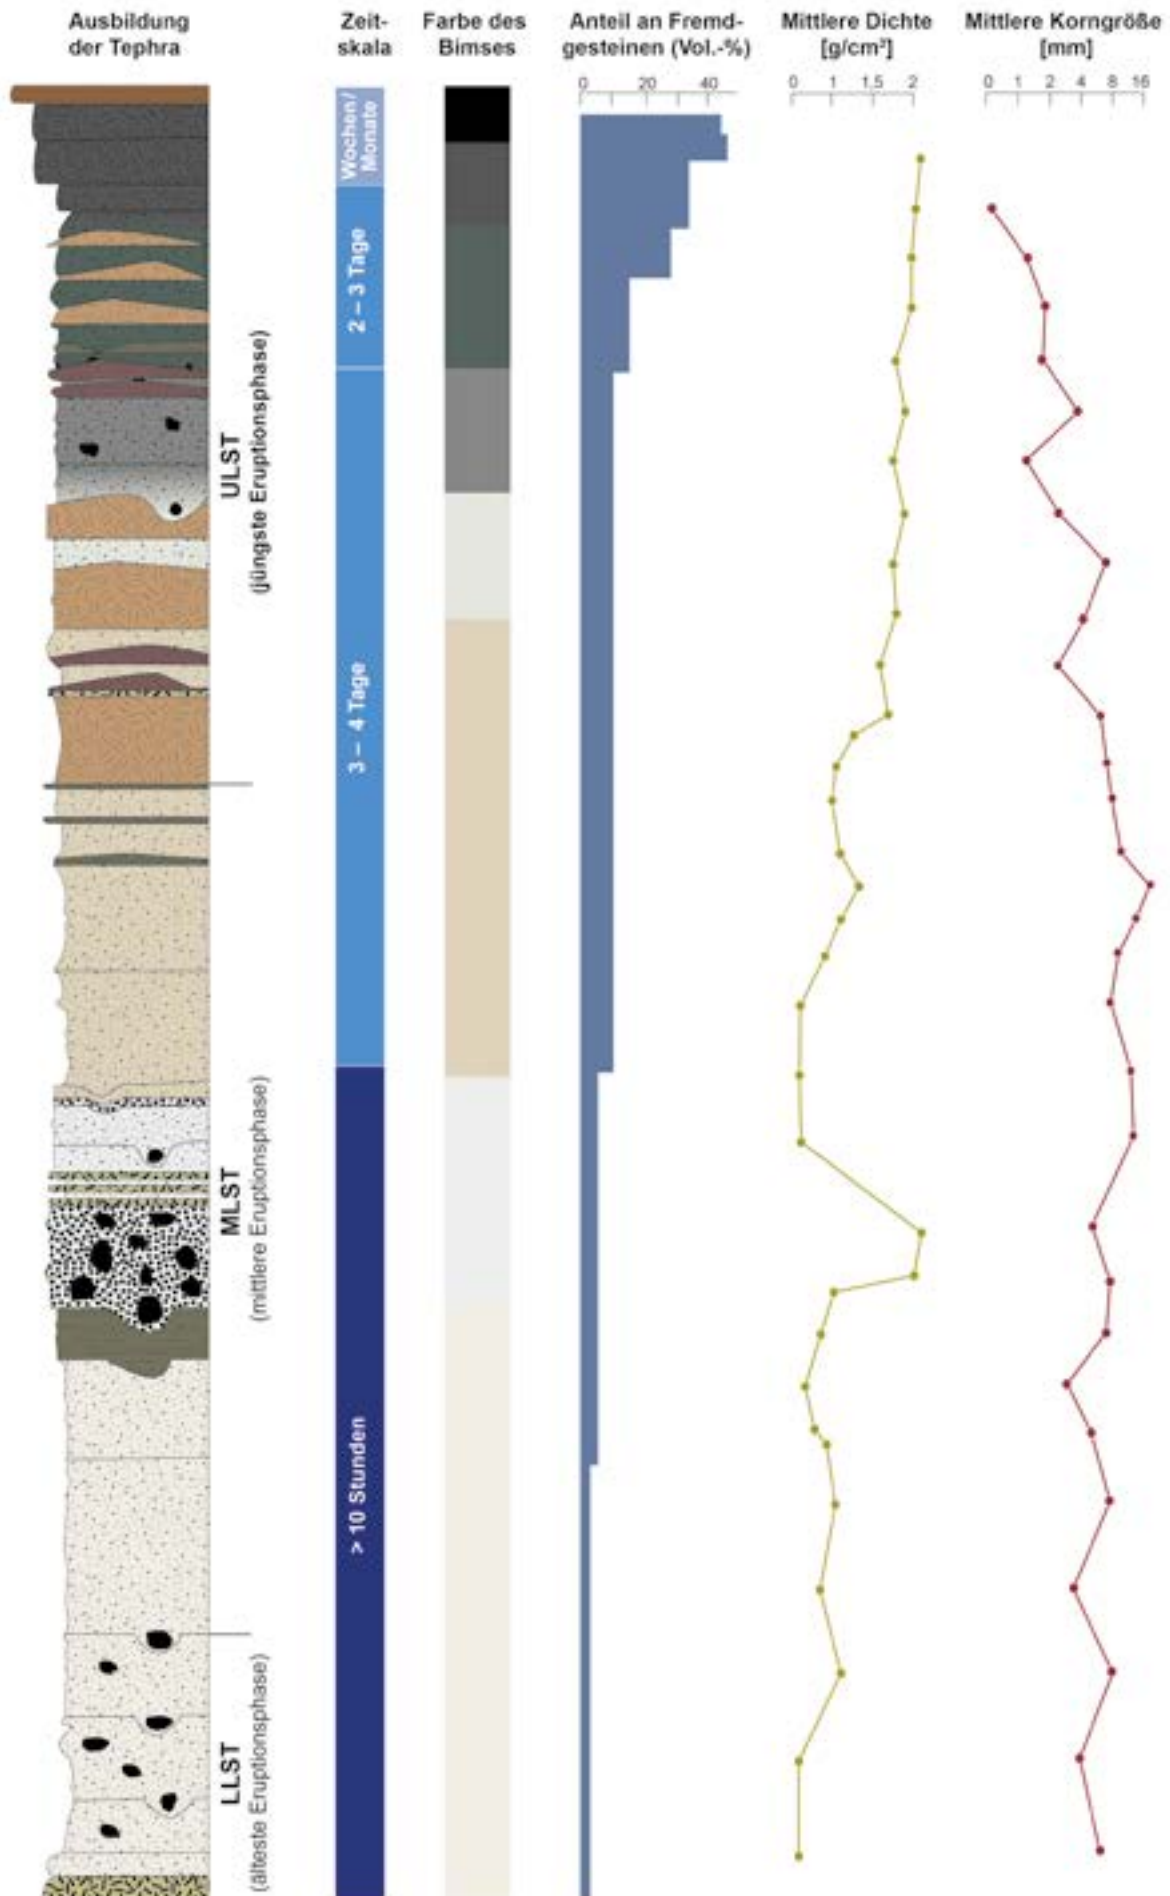 Ausbildung
der Tephra
Zeit-
skala
Farbe des
Bimses
Anteil an Fremd-
gesteinen (Vol.-%)
Mittlere Dichte
[g/cm³]
Mittlere Korngröße
[mm]
0 20 40
0 1 1,5 2
0 1 2 4 8 16
Wochen/
Monate
2 – 3 Tage
3 – 4 Tage
> 10 Stunden
ULST
(jüngste Eruptionsphase)
MLST
(mittlere Eruptionsphase)
LLST
(älteste Eruptionsphase)